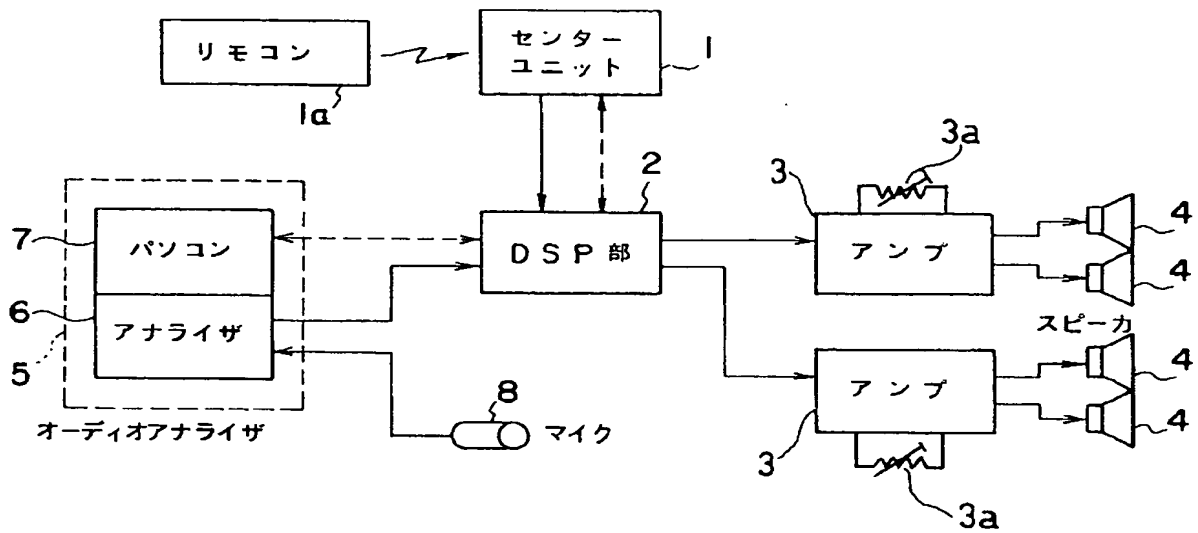 リモコン
1a
センター
ユニット
1
3a
3
アンプ
4
4
2
DSP部
7
パソコン
6
アナライザ
5
オーディオアナライザ
8
マイク
スピーカ
アンプ
3
3a
4
4